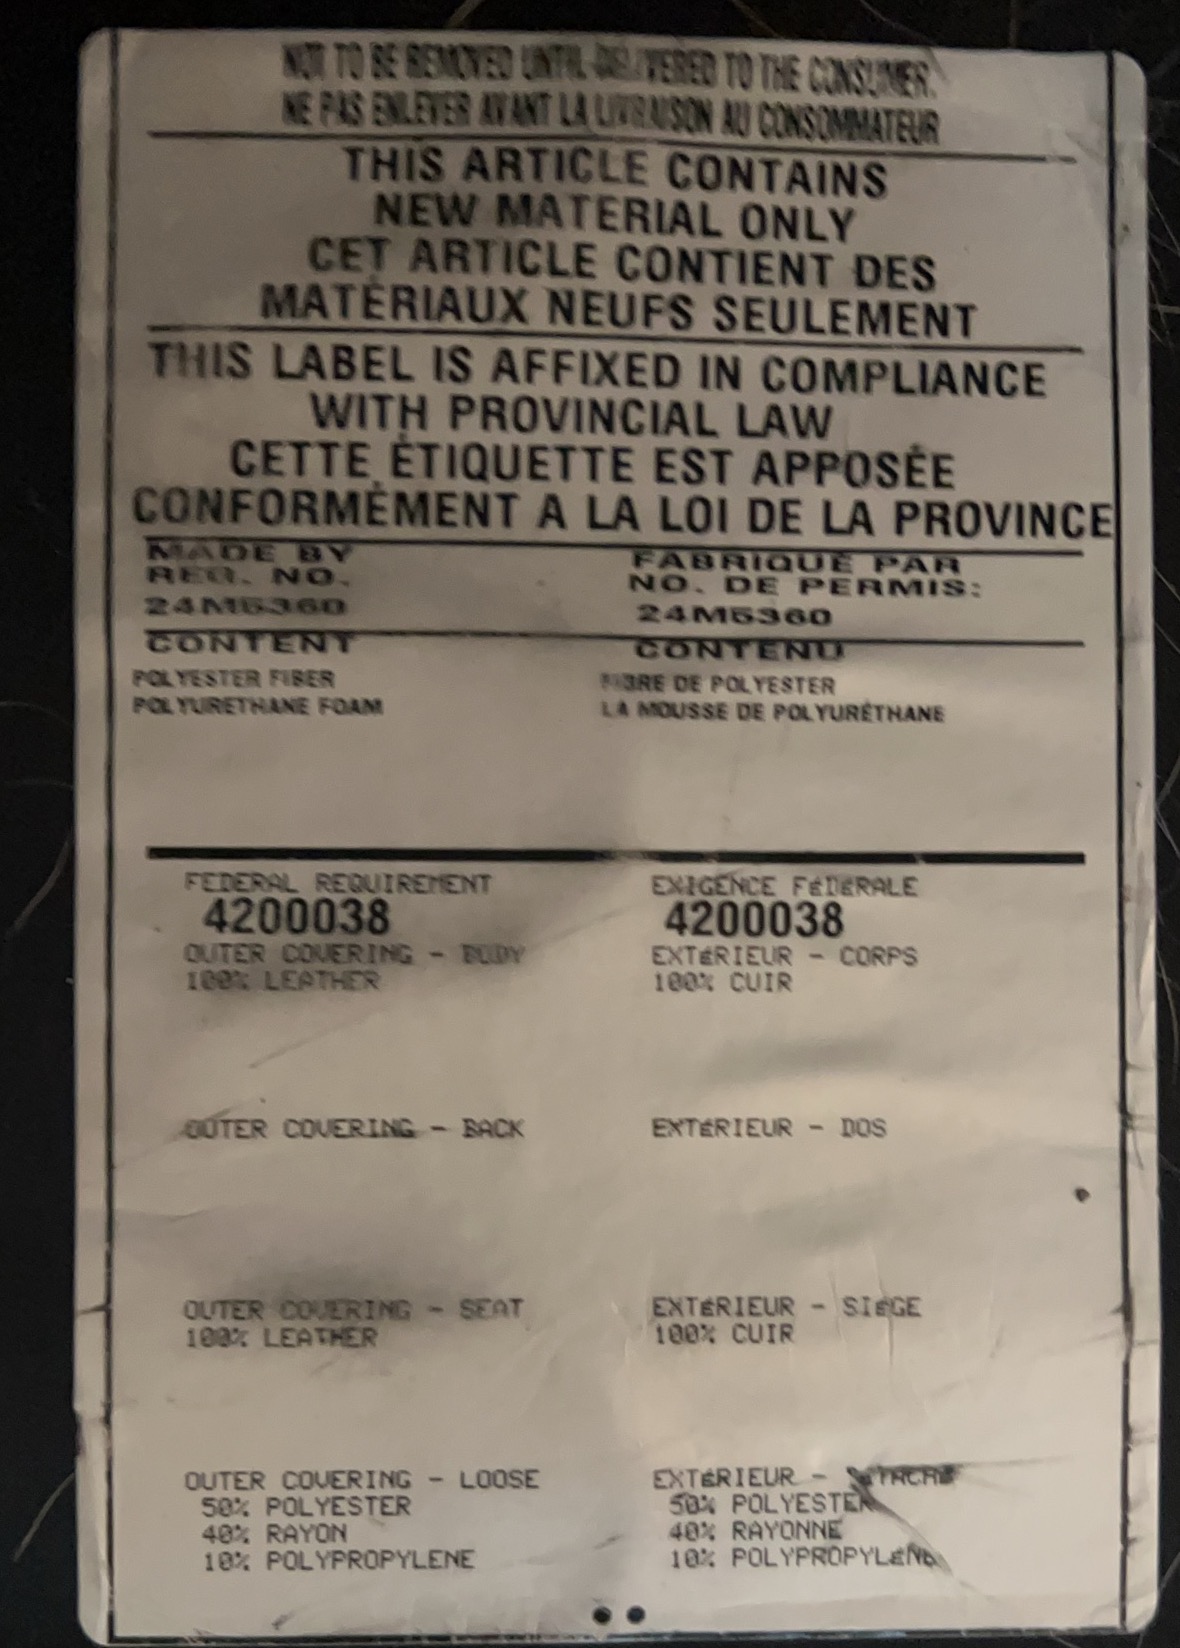 NOT TO BE REMOVED UNTIL DELIVERED TO THE CONSUMER.
NE PAS ENLEVER AVANT LA LIVRAISON AU CONSOMMATEUR
THIS ARTICLE CONTAINS
NEW MATERIAL ONLY
CET ARTICLE CONTIENT DES
MATÉRIAUX NEUFS SEULEMENT
THIS LABEL IS AFFIXED IN COMPLIANCE
WITH PROVINCIAL LAW
CETTE ÉTIQUETTE EST APPOSÉE
CONFORMÉMENT A LA LOI DE LA PROVINCE
MADE BY
REG. NO.
24M5360
FABRIQUÉ PAR
NO. DE PERMIS:
24M5360
CONTENT
POLYESTER FIBER
POLYURETHANE FOAM
CONTENU
FIBRE DE POLYESTER
LA MOUSSE DE POLYURÉTHANE
FEDERAL REQUIREMENT
4200038
OUTER COVERING - BODY
100% LEATHER
EXIGENCE FéDéRALE
4200038
EXTéRIEUR - CORPS
100% CUIR
OUTER COVERING - BACK
EXTéRIEUR - DOS
OUTER COVERING - SEAT
100% LEATHER
EXTéRIEUR - SIéGE
100% CUIR
OUTER COVERING - LOOSE
50% POLYESTER
40% RAYON
10% POLYPROPYLENE
EXTéRIEUR -
50% POLYESTER
40% RAYONNE
10% POLYPROPYLéNE